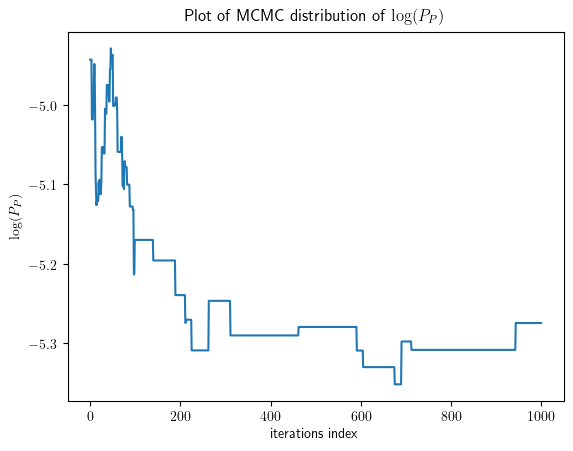 Plot of MCMC distribution of log(P_P)
log(P_P)
−5.0
−5.1
−5.2
−5.3
0 200 400 600 800 1000
iterations index